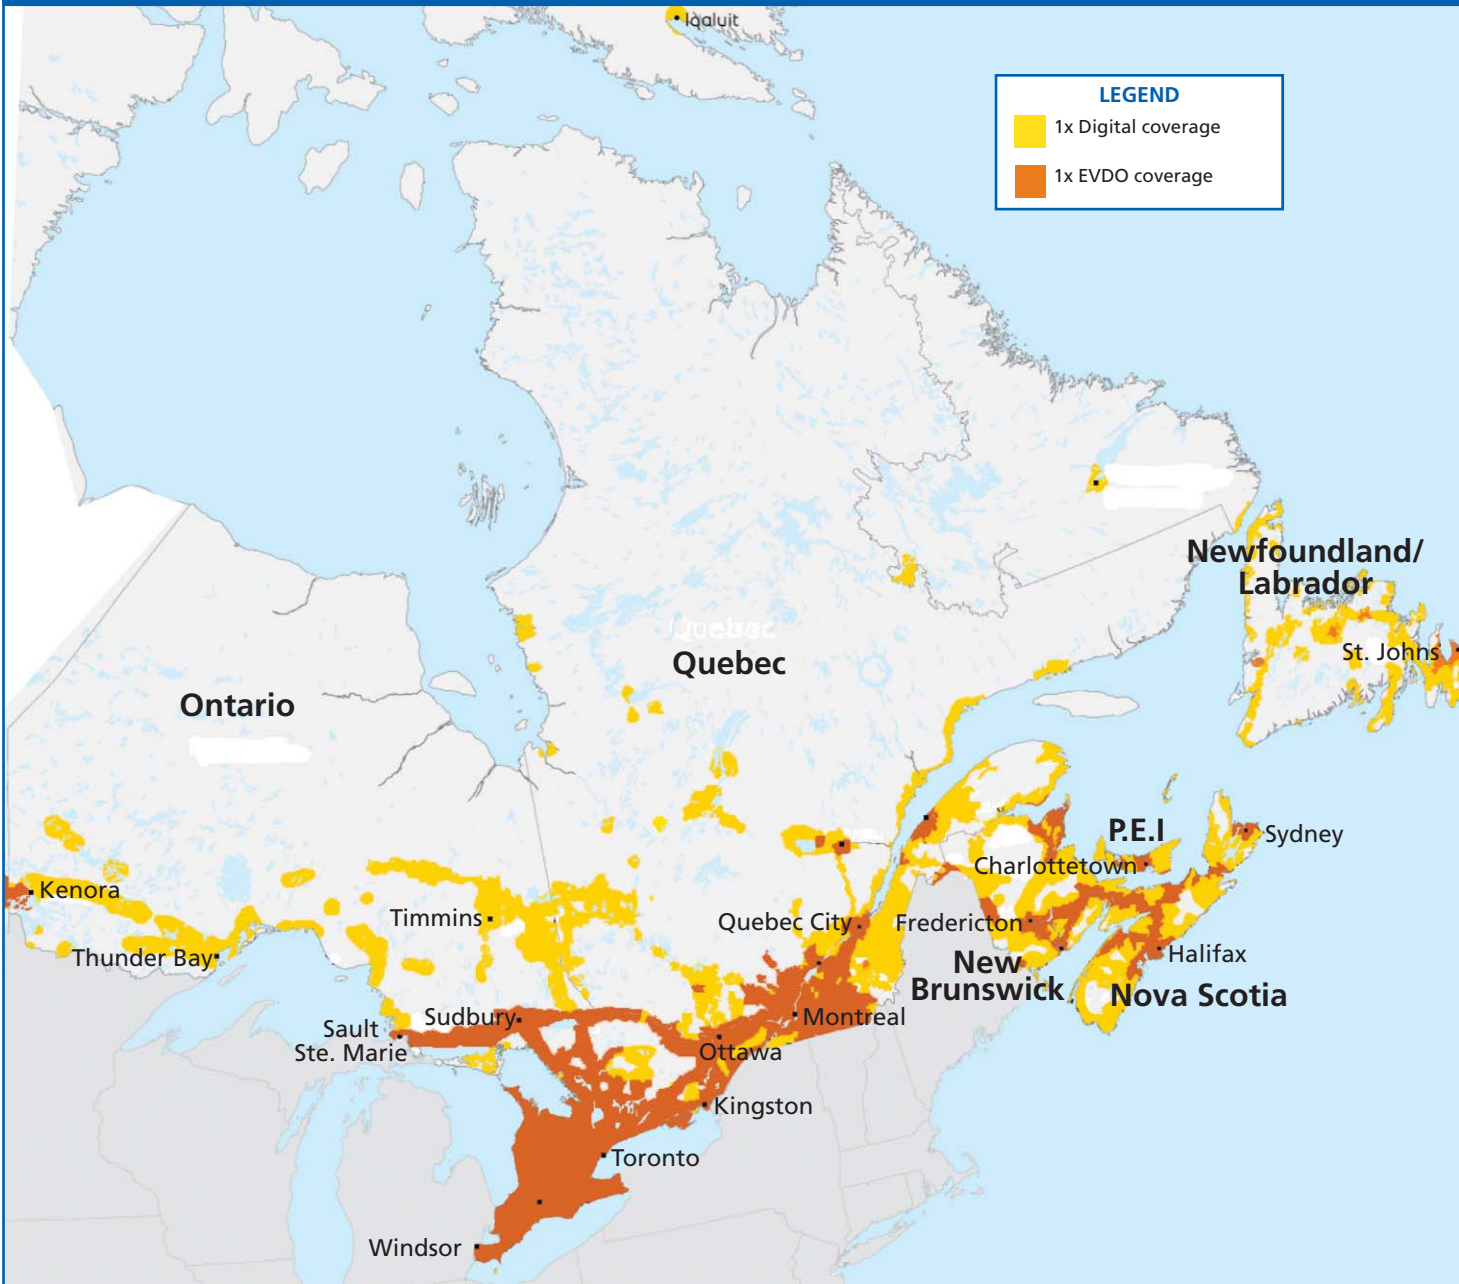 Iqaluit
LEGEND
1x Digital coverage
1x EVDO coverage
Newfoundland/
Labrador
Quebec
Quebec
St. Johns
Ontario
P.E.I
Sydney
Charlottetown
Kenora
Timmins
Quebec City
Fredericton
Thunder Bay
Halifax
New
Brunswick
Nova Scotia
Sudbury
Montreal
Sault
Ste. Marie
Ottawa
Kingston
Toronto
Windsor